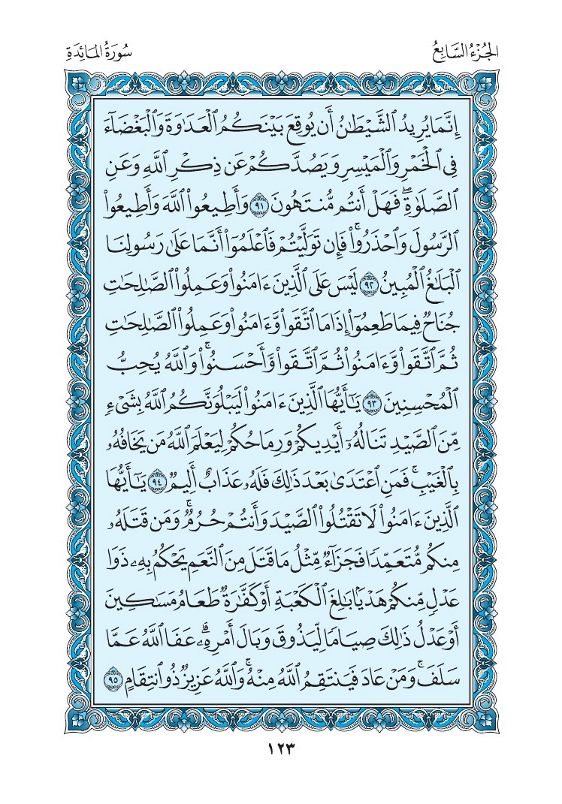 الجُزْءُ السَّابِعُ
سُورَةُ المَائِدَةِ
إِنَّمَا يُرِيدُ ٱلشَّيْطَٰنُ أَن يُوقِعَ بَيْنَكُمُ ٱلْعَدَٰوَةَ وَٱلْبَغْضَآءَ
فِى ٱلْخَمْرِ وَٱلْمَيْسِرِ وَيَصُدَّكُمْ عَن ذِكْرِ ٱللَّهِ وَعَنِ
ٱلصَّلَوٰةِ ۖ فَهَلْ أَنتُم مُّنتَهُونَ ٩١ وَأَطِيعُوا۟ ٱللَّهَ وَأَطِيعُوا۟
ٱلرَّسُولَ وَٱحْذَرُوا۟ ۚ فَإِن تَوَلَّيْتُمْ فَٱعْلَمُوٓا۟ أَنَّمَا عَلَىٰ رَسُولِنَا
ٱلْبَلَٰغُ ٱلْمُبِينُ ٩٢ لَيْسَ عَلَى ٱلَّذِينَ ءَامَنُوا۟ وَعَمِلُوا۟ ٱلصَّٰلِحَٰتِ
جُنَاحٌ فِيمَا طَعِمُوٓا۟ إِذَا مَا ٱتَّقَوا۟ وَّءَامَنُوا۟ وَعَمِلُوا۟ ٱلصَّٰلِحَٰتِ
ثُمَّ ٱتَّقَوا۟ وَّءَامَنُوا۟ ثُمَّ ٱتَّقَوا۟ وَّأَحْسَنُوا۟ ۗ وَٱللَّهُ يُحِبُّ
ٱلْمُحْسِنِينَ ٩٣ يَٰٓأَيُّهَا ٱلَّذِينَ ءَامَنُوا۟ لَيَبْلُوَنَّكُمُ ٱللَّهُ بِشَىْءٍ
مِّنَ ٱلصَّيْدِ تَنَالُهُۥٓ أَيْدِيكُمْ وَرِمَاحُكُمْ لِيَعْلَمَ ٱللَّهُ مَن يَخَافُهُۥ
بِٱلْغَيْبِ ۚ فَمَنِ ٱعْتَدَىٰ بَعْدَ ذَٰلِكَ فَلَهُۥ عَذَابٌ أَلِيمٌ ٩٤ يَٰٓأَيُّهَا
ٱلَّذِينَ ءَامَنُوا۟ لَا تَقْتُلُوا۟ ٱلصَّيْدَ وَأَنتُمْ حُرُمٌ ۚ وَمَن قَتَلَهُۥ
مِنكُم مُّتَعَمِّدًا فَجَزَآءٌ مِّثْلُ مَا قَتَلَ مِنَ ٱلنَّعَمِ يَحْكُمُ بِهِۦ ذَوَا
عَدْلٍ مِّنكُمْ هَدْيًۢا بَٰلِغَ ٱلْكَعْبَةِ أَوْ كَفَّٰرَةٌ طَعَامُ مَسَٰكِينَ
أَوْ عَدْلُ ذَٰلِكَ صِيَامًا لِّيَذُوقَ وَبَالَ أَمْرِهِۦ ۗ عَفَا ٱللَّهُ عَمَّا
سَلَفَ ۚ وَمَنْ عَادَ فَيَنتَقِمُ ٱللَّهُ مِنْهُ ۗ وَٱللَّهُ عَزِيزٌ ذُو ٱنتِقَامٍ ٩٥
١٢٣